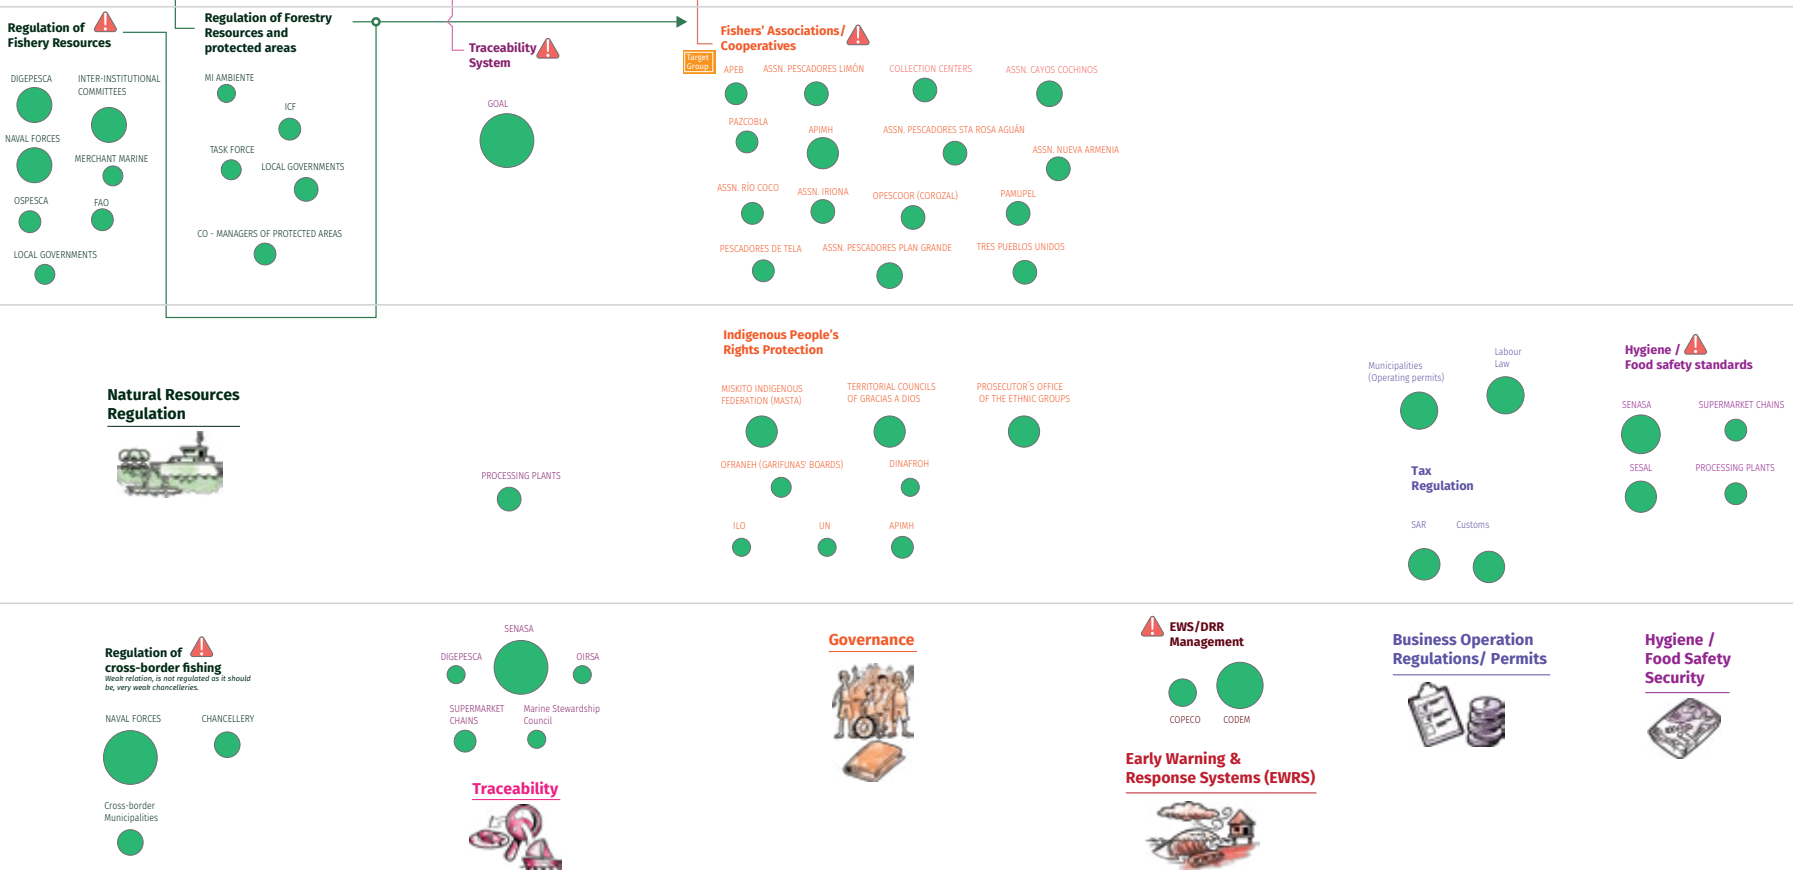 Regulation of
Fishery Resources
DIGEPESCA
INTER-INSTITUTIONAL
COMMITTEES
NAVAL FORCES
MERCHANT MARINE
OSPESCA
FAO
LOCAL GOVERNMENTS
Regulation of Forestry
Resources and
protected areas
MI AMBIENTE
ICF
TASK FORCE
LOCAL GOVERNMENTS
CO - MANAGERS OF PROTECTED AREAS
Traceability
System
GOAL
Fishers' Associations/
Cooperatives
Target
Group
APEB
ASSN. PESCADORES LIMÓN
COLLECTION CENTERS
ASSN. CAYOS COCHINOS
PAZCOBLA
APIMH
ASSN. PESCADORES STA ROSA AGUÁN
ASSN. NUEVA ARMENIA
ASSN. RÍO COCO
ASSN. IRIONA
OPESCOOR (COROZAL)
PAMUPEL
PESCADORES DE TELA
ASSN. PESCADORES PLAN GRANDE
TRES PUEBLOS UNIDOS
Natural Resources
Regulation
PROCESSING PLANTS
Indigenous People's
Rights Protection
MISKITO INDIGENOUS
FEDERATION (MASTA)
TERRITORIAL COUNCILS
OF GRACIAS A DIOS
PROSECUTOR´S OFFICE
OF THE ETHNIC GROUPS
OFRANEH (GARIFUNAS' BOARDS)
DINAFROH
ILO
UN
APIMH
Municipalities
(Operating permits)
Labour
Law
Tax
Regulation
SAR
Customs
Hygiene /
Food safety standards
SENASA
SUPERMARKET CHAINS
SESAL
PROCESSING PLANTS
Regulation of
cross-border fishing
Weak relation, is not regulated as it should
be, very weak chancelleries.
NAVAL FORCES
CHANCELLERY
Cross-border
Municipalities
SENASA
DIGEPESCA
OIRSA
SUPERMARKET
CHAINS
Marine Stewardship
Council
Traceability
Governance
EWS/DRR
Management
COPECO
CODEM
Early Warning &
Response Systems (EWRS)
Business Operation
Regulations/ Permits
Hygiene /
Food Safety
Security